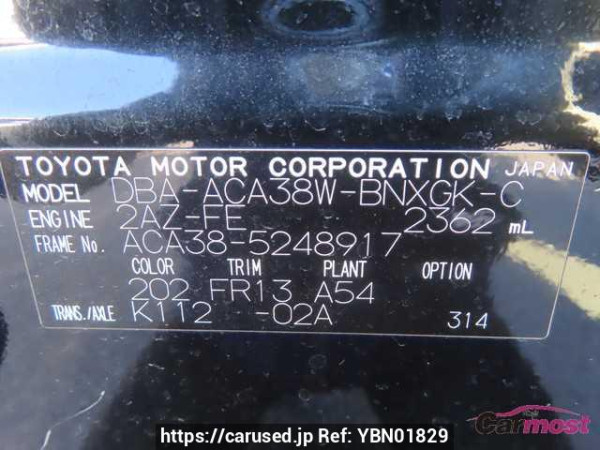 TOYOTA MOTOR CORPORATION JAPAN
MODEL DBA-ACA38W-BNXGK-C
ENGINE 2AZ-FE 2362 mL
FRAME No. ACA38-5248917
COLOR TRIM PLANT OPTION
202 FR13 A54
TRANS./AXLE K112 -02A 314
Carmost
https://carused.jp Ref: YBN01829